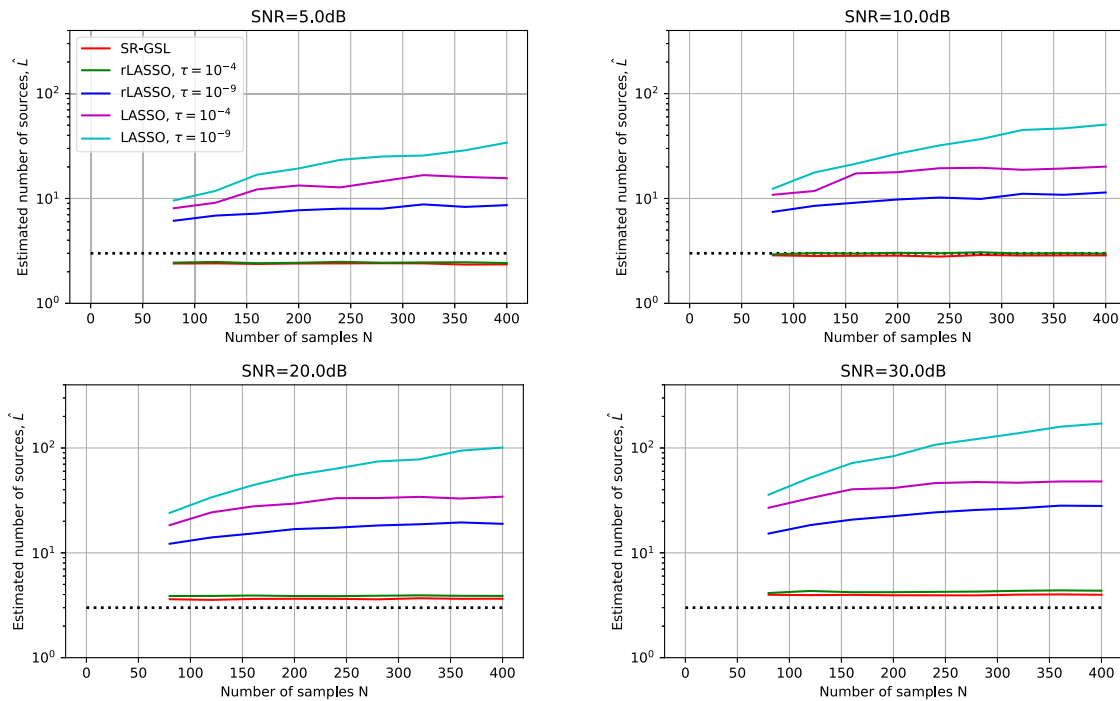 SNR=5.0dB
Estimated number of sources, L̂
10²
10¹
10⁰
SR-GSL
rLASSO, τ = 10⁻⁴
rLASSO, τ = 10⁻⁹
LASSO, τ = 10⁻⁴
LASSO, τ = 10⁻⁹
0 50 100 150 200 250 300 350 400
Number of samples N
SNR=10.0dB
Estimated number of sources, L̂
10²
10¹
10⁰
0 50 100 150 200 250 300 350 400
Number of samples N
SNR=20.0dB
Estimated number of sources, L̂
10²
10¹
10⁰
0 50 100 150 200 250 300 350 400
Number of samples N
SNR=30.0dB
Estimated number of sources, L̂
10²
10¹
10⁰
0 50 100 150 200 250 300 350 400
Number of samples N